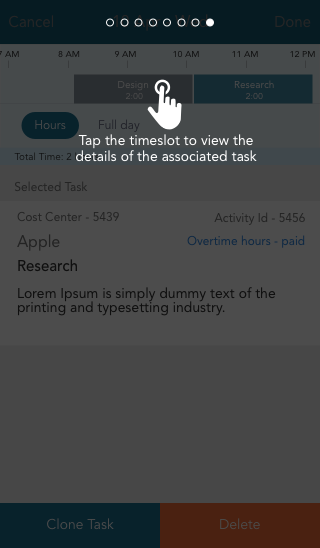 Cancel Done
7 AM 8 AM 9 AM 10 AM 11 AM 12 PM
Design Research
2:00 2:00
Hours Full day
Tap the timeslot to view the
Total Time: 2 details of the associated task
Selected Task
Cost Center - 5439 Activity Id - 5456
Apple Overtime hours - paid
Research
Lorem Ipsum is simply dummy text of the
printing and typesetting industry.
Clone Task Delete